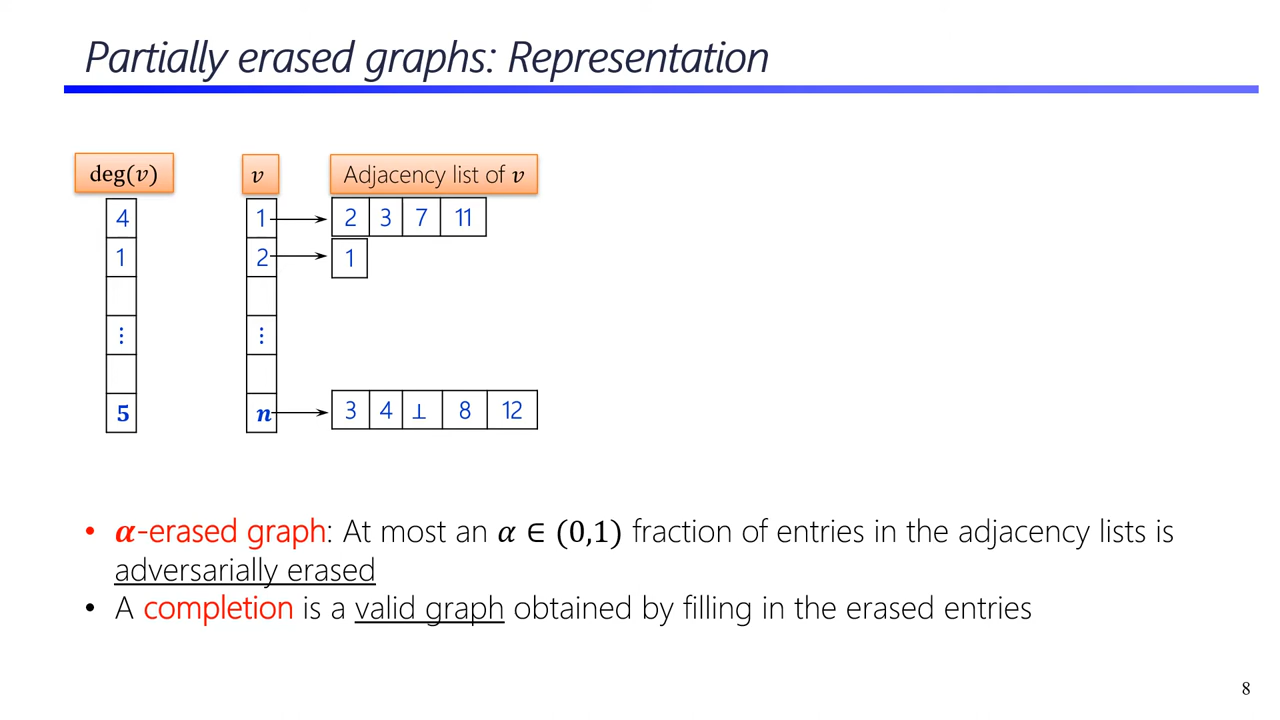 Partially erased graphs: Representation
deg(𝑣) 𝑣 Adjacency list of 𝒗
4 1 2 3 7 11
1 2 1
⋮ ⋮
5 n 3 4 ⊥ 8 12
• 𝜶-erased graph: At most an 𝛼 ∈ (0,1) fraction of entries in the adjacency lists is
adversarially erased
• A completion is a valid graph obtained by filling in the erased entries
8